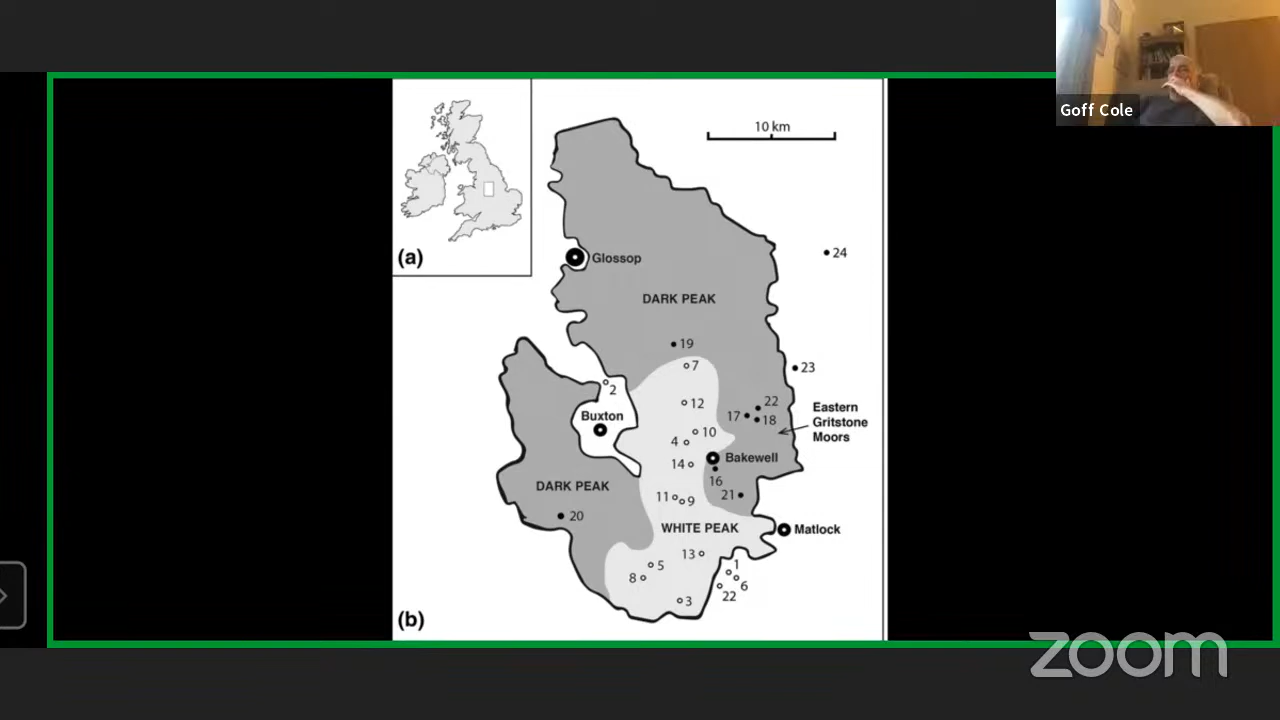 Goff Cole
10 km
24
(a)
Glossop
DARK PEAK
19
7
23
2
12
22
17
18
Eastern
Gritstone
Moors
Buxton
10
4
14
Bakewell
16
DARK PEAK
11
9
21
20
WHITE PEAK
Matlock
13
5
1
8
6
22
3
(b)
zoom